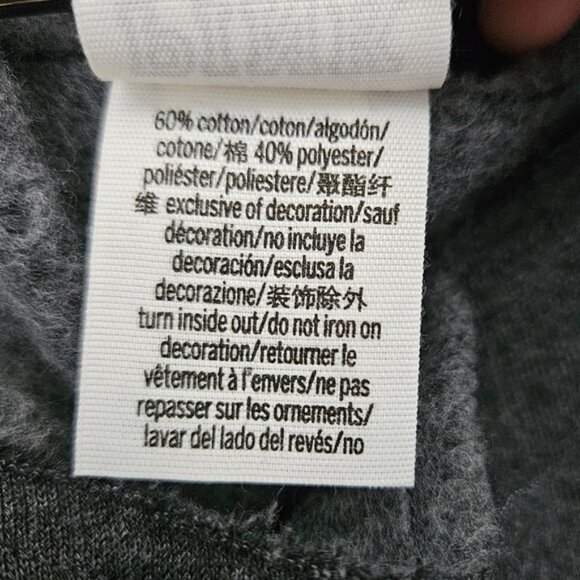 60% cotton/coton/algodón/
cotone/棉 40% polyester/
poliéster/poliestere/聚酯纤
维 exclusive of decoration/sauf
décoration/no incluye la
decoración/esclusa la
decorazione/装饰除外
turn inside out/do not iron on
decoration/retourner le
vêtement à l'envers/ne pas
repasser sur les ornements/
lavar del lado del revés/no